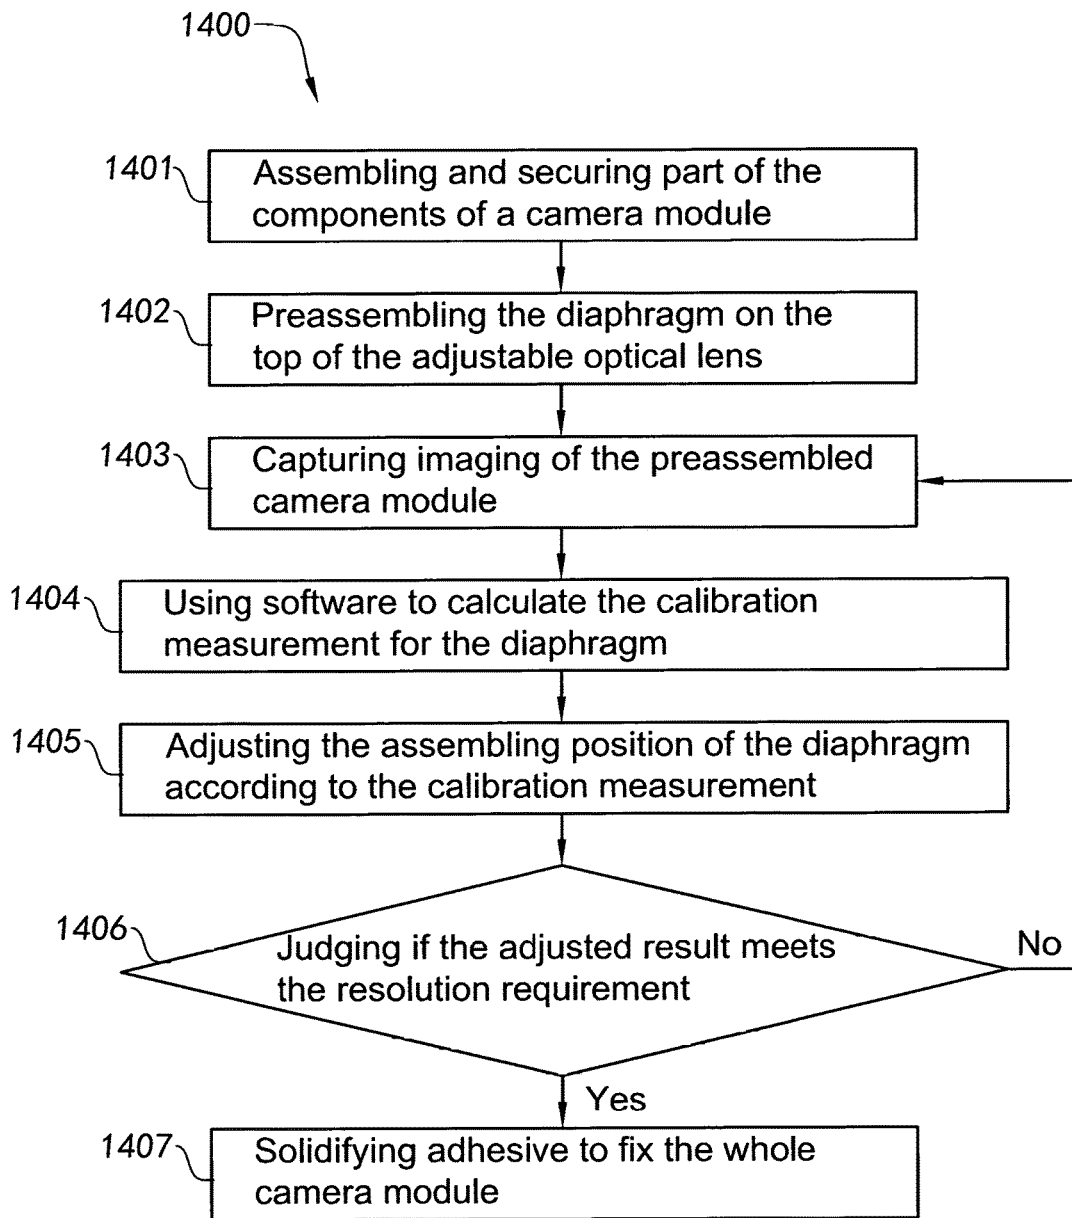 1400
1401
Assembling and securing part of the
components of a camera module
1402
Preassembling the diaphragm on the
top of the adjustable optical lens
1403
Capturing imaging of the preassembled
camera module
1404
Using software to calculate the calibration
measurement for the diaphragm
1405
Adjusting the assembling position of the diaphragm
according to the calibration measurement
1406
Judging if the adjusted result meets
the resolution requirement
No
Yes
1407
Solidifying adhesive to fix the whole
camera module